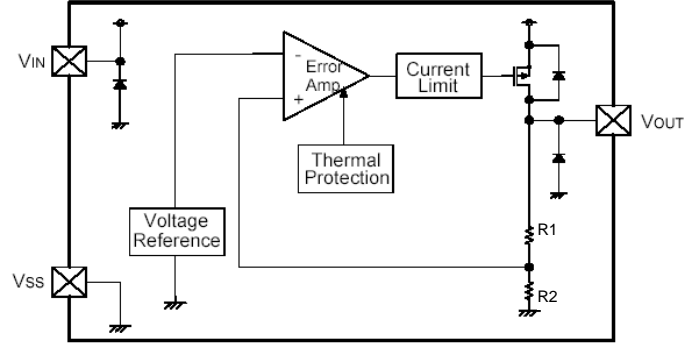 VIN
-
Error
Amp
+
Current
Limit
VOUT
Thermal
Protection
Voltage
Reference
R1
VSS
R2